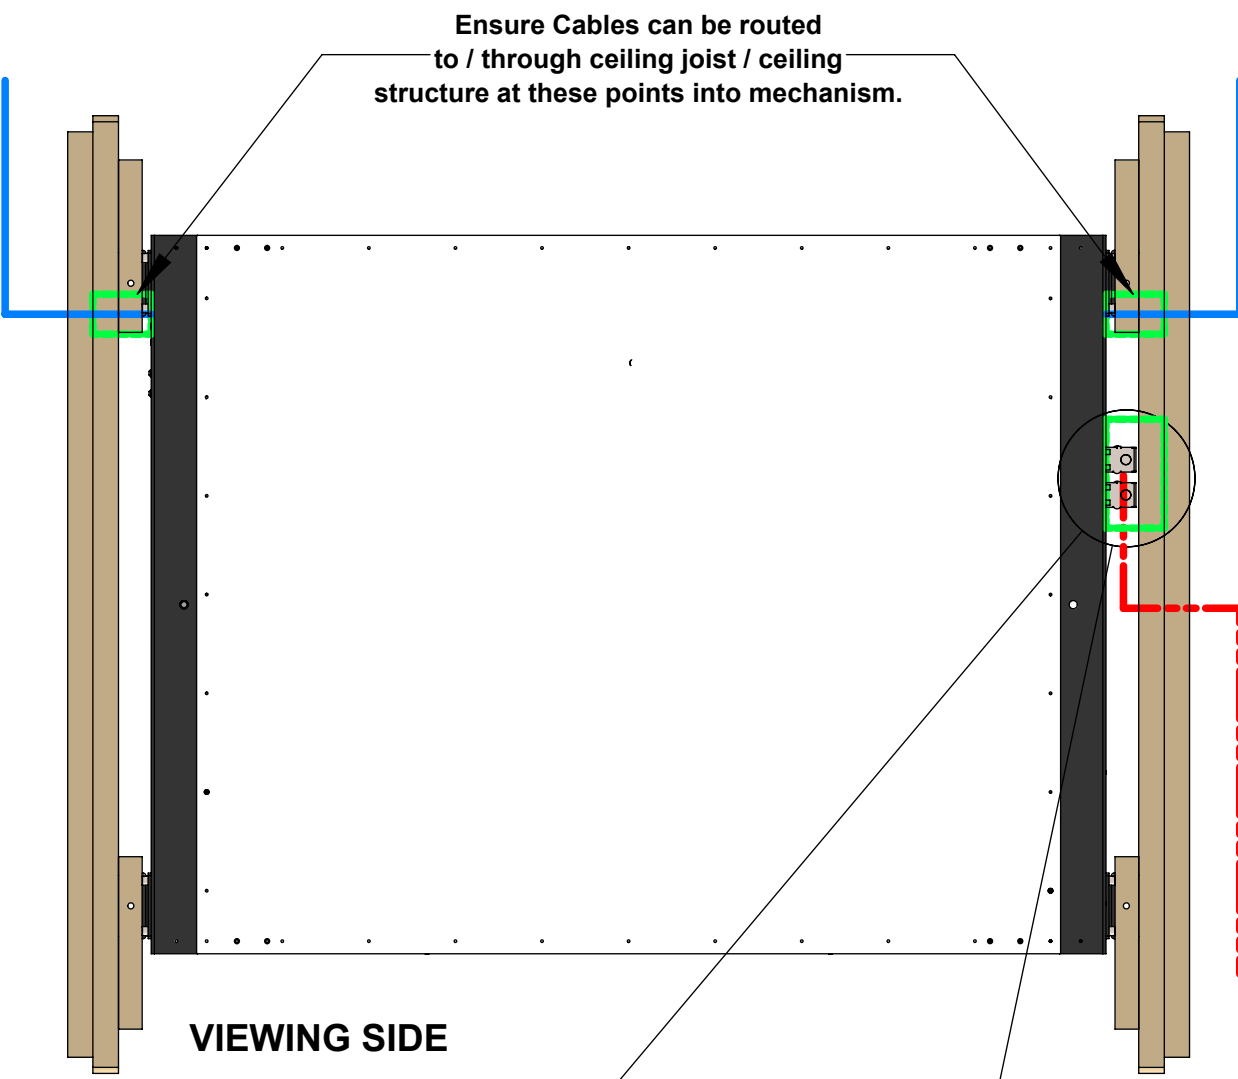 Ensure Cables can be routed
to / through ceiling joist / ceiling
structure at these points into mechanism.
VIEWING SIDE